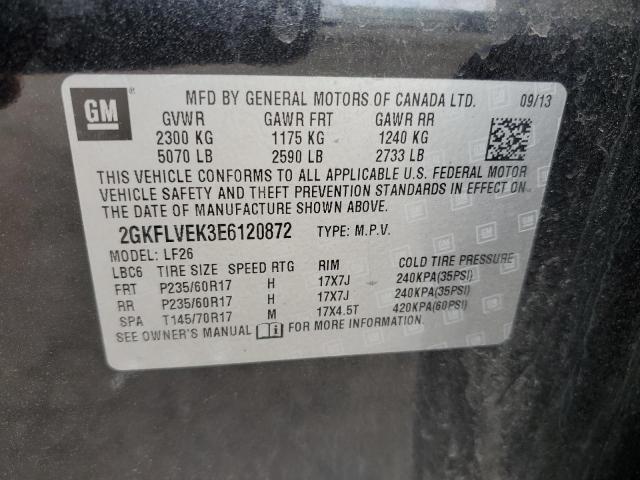 GM ® MFD BY GENERAL MOTORS OF CANADA LTD. 09/13
GVWR GAWR FRT GAWR RR
2300 KG 1175 KG 1240 KG
5070 LB 2590 LB 2733 LB
THIS VEHICLE CONFORMS TO ALL APPLICABLE U.S. FEDERAL MOTOR
VEHICLE SAFETY AND THEFT PREVENTION STANDARDS IN EFFECT ON
THE DATE OF MANUFACTURE SHOWN ABOVE.
2GKFLVEK3E6120872 TYPE: M.P.V.
MODEL: LF26
LBC6 TIRE SIZE SPEED RTG RIM COLD TIRE PRESSURE
FRT P235/60R17 H 17X7J 240KPA(35PSI)
RR P235/60R17 H 17X7J 240KPA(35PSI)
SPA T145/70R17 M 17X4.5T 420KPA(60PSI)
SEE OWNER'S MANUAL FOR MORE INFORMATION.